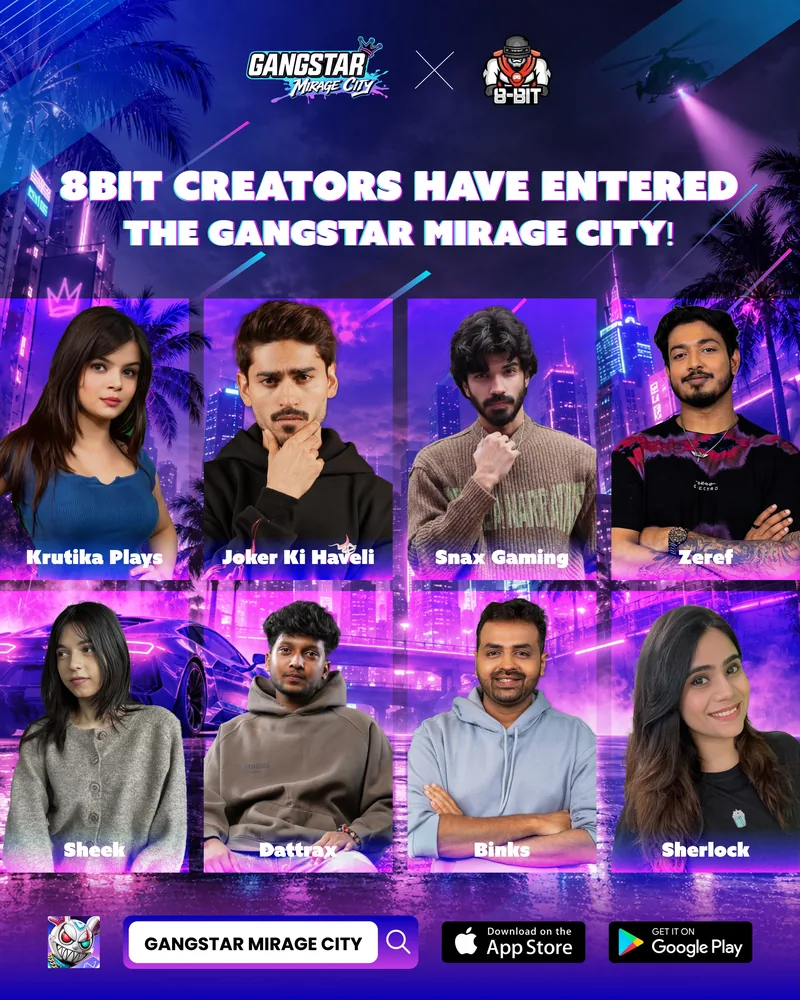 GANGSTAR
MIRAGE CITY
8-BIT
8BIT CREATORS HAVE ENTERED
THE GANGSTAR MIRAGE CITY!
Krutika Plays
Joker Ki Haveli
Snax Gaming
Zeref
Sheek
Dattrax
Binks
Sherlock
GANGSTAR MIRAGE CITY
Download on the
App Store
GET IT ON
Google Play